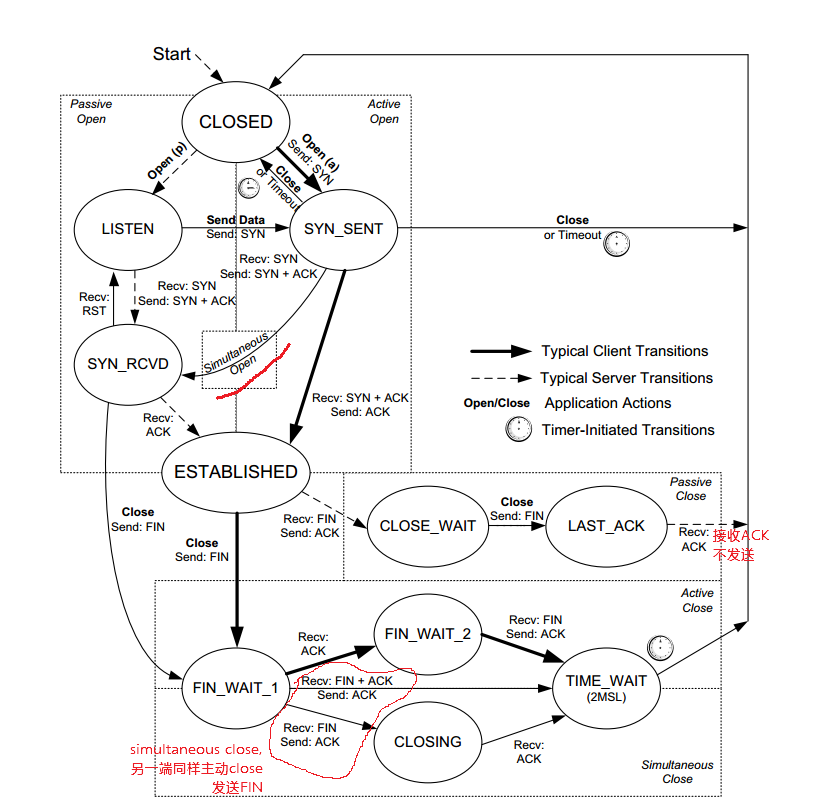 Start
Passive
Open
Active
Open
CLOSED
Open (p)
Open (a)
Send: SYN
Close
or Timeout
LISTEN
Send Data
Send: SYN
SYN_SENT
Close
or Timeout
Recv: SYN
Send: SYN + ACK
Recv: SYN
Send: SYN + ACK
Recv:
RST
SYN_RCVD
Simultaneous
Open
Typical Client Transitions
Typical Server Transitions
Open/Close Application Actions
Timer-Initiated Transitions
Recv: SYN + ACK
Send: ACK
Recv:
ACK
ESTABLISHED
Passive
Close
Close
Send: FIN
Recv: FIN
Send: ACK
CLOSE_WAIT
Close
Send: FIN
LAST_ACK
Recv:
ACK
接收ACK
不发送
Close
Send: FIN
Active
Close
FIN_WAIT_2
Recv: FIN
Send: ACK
Recv:
ACK
FIN_WAIT_1
Recv: FIN + ACK
Send: ACK
TIME_WAIT
(2MSL)
Recv: FIN
Send: ACK
CLOSING
Recv:
ACK
Simultaneous
Close
simultaneous close,
另一端同样主动close
发送FIN